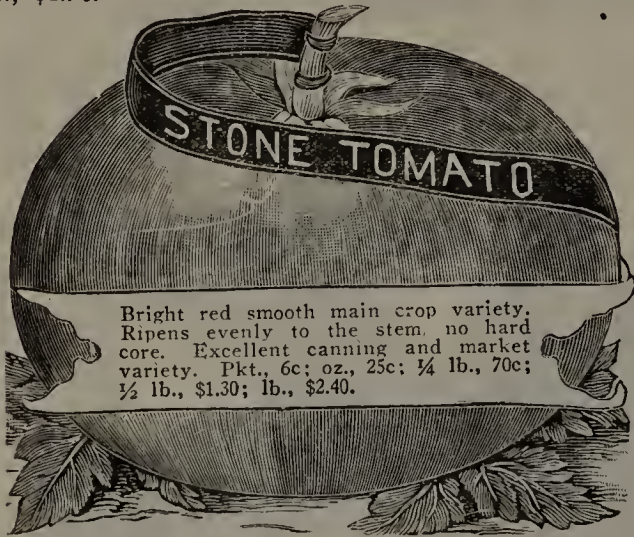 STONE TOMATO
Bright red smooth main crop variety.
Ripens evenly to the stem, no hard
core. Excellent canning and market
variety. Pkt., 6c; oz., 25c; ¼ lb., 70c;
½ lb., $1.30; lb., $2.40.